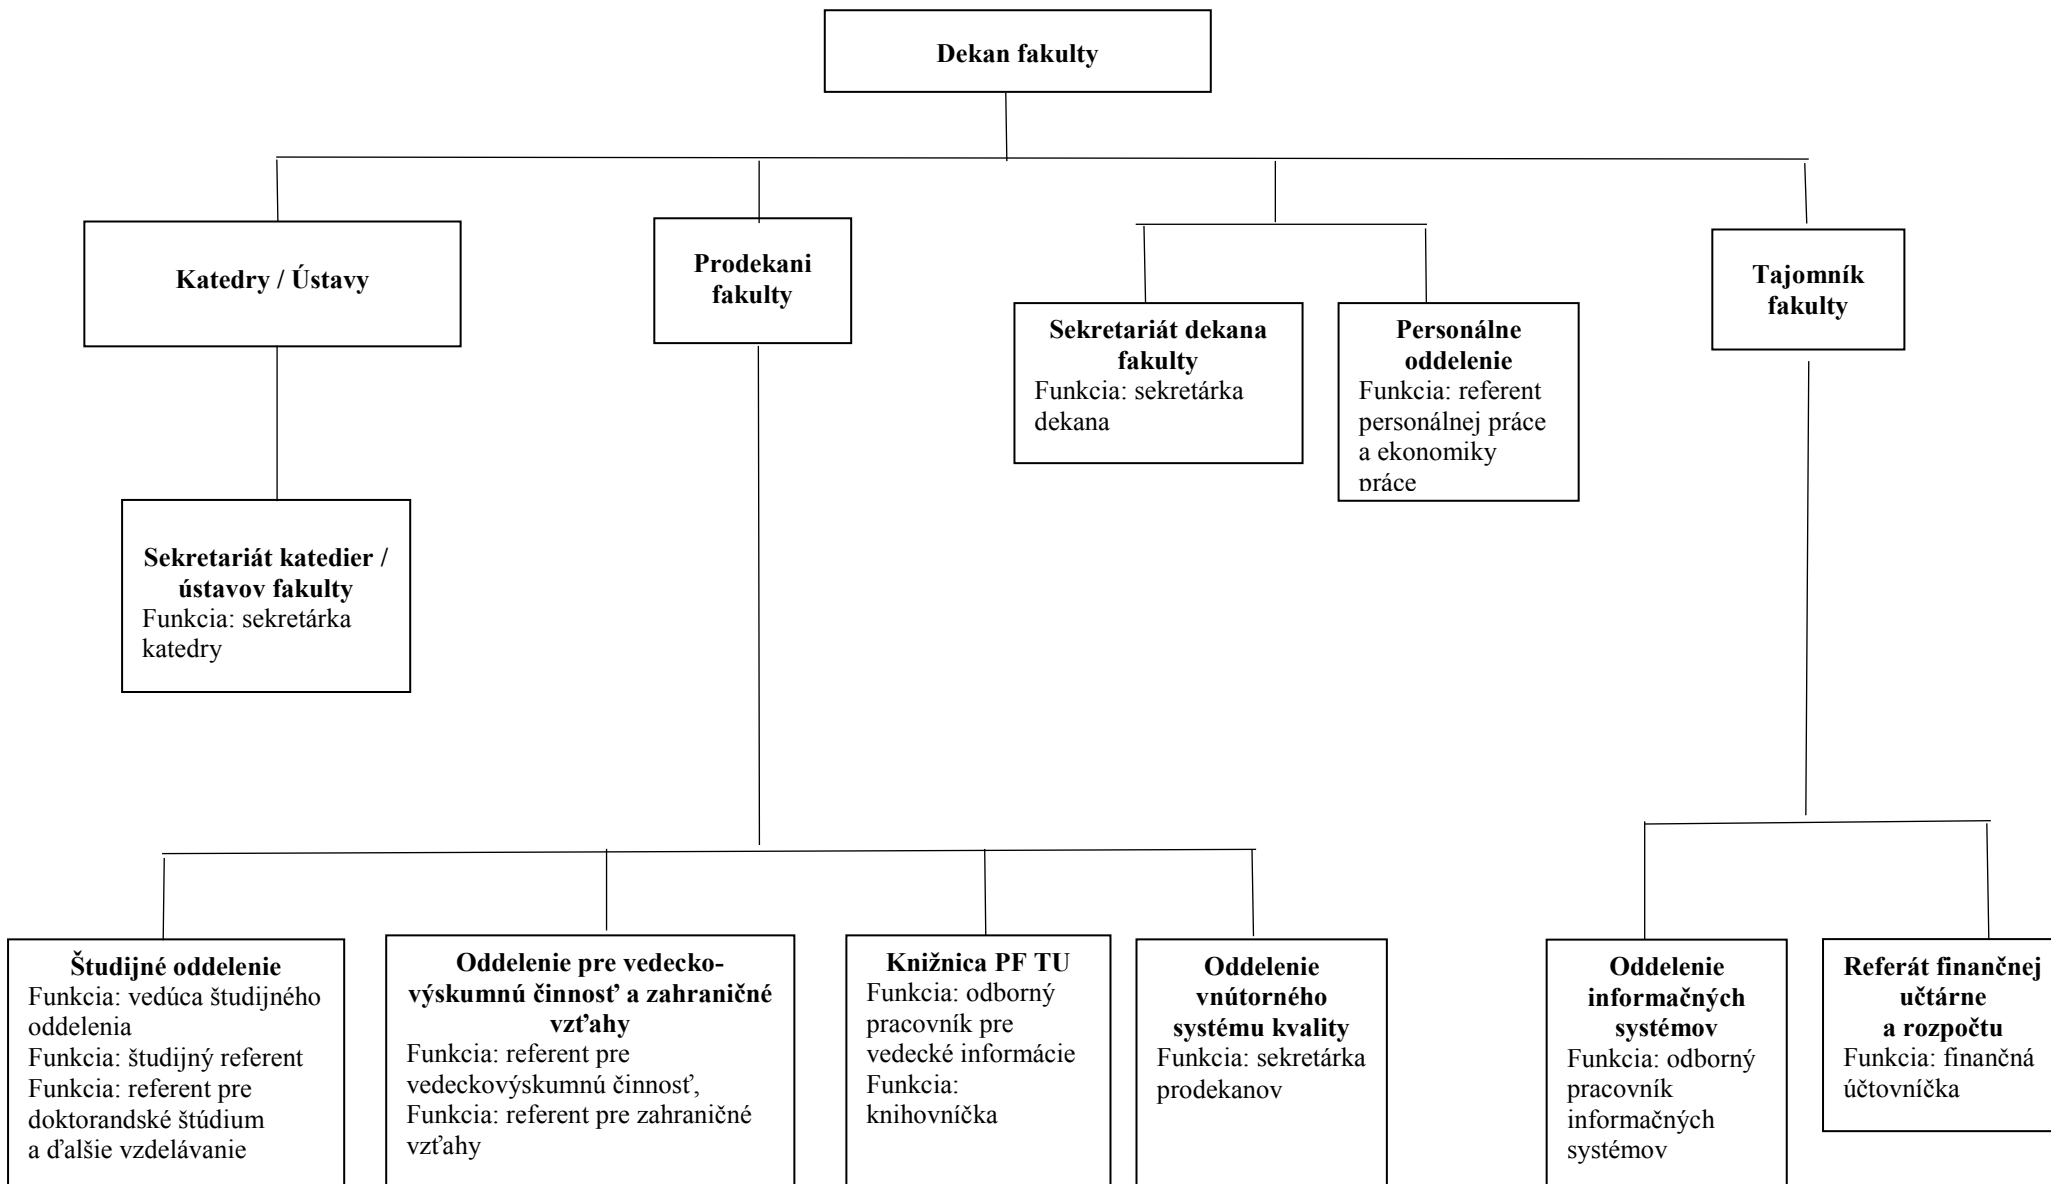 Dekan fakulty
Katedry / Ústavy
Prodekani
fakulty
Sekretariát dekana
fakulty
Funkcia: sekretárka
dekana
Personálne
oddelenie
Funkcia: referent
personálnej práce
a ekonomiky
práce
Tajomník
fakulty
Sekretariát katedier /
ústavov fakulty
Funkcia: sekretárka
katedry
Študijné oddelenie
Funkcia: vedúca študijného
oddelenia
Funkcia: študijný referent
Funkcia: referent pre
doktorandské štúdium
a ďalšie vzdelávanie
Oddelenie pre vedecko-
výskumnú činnosť a zahraničné
vzťahy
Funkcia: referent pre
vedeckovýskumnú činnosť,
Funkcia: referent pre zahraničné
vzťahy
Knižnica PF TU
Funkcia: odborný
pracovník pre
vedecké informácie
Funkcia:
knihovníčka
Oddelenie
vnútorného
systému kvality
Funkcia: sekretárka
prodekanov
Oddelenie
informačných
systémov
Funkcia: odborný
pracovník
informačných
systémov
Referát finančnej
učtárne
a rozpočtu
Funkcia: finančná
účtovníčka